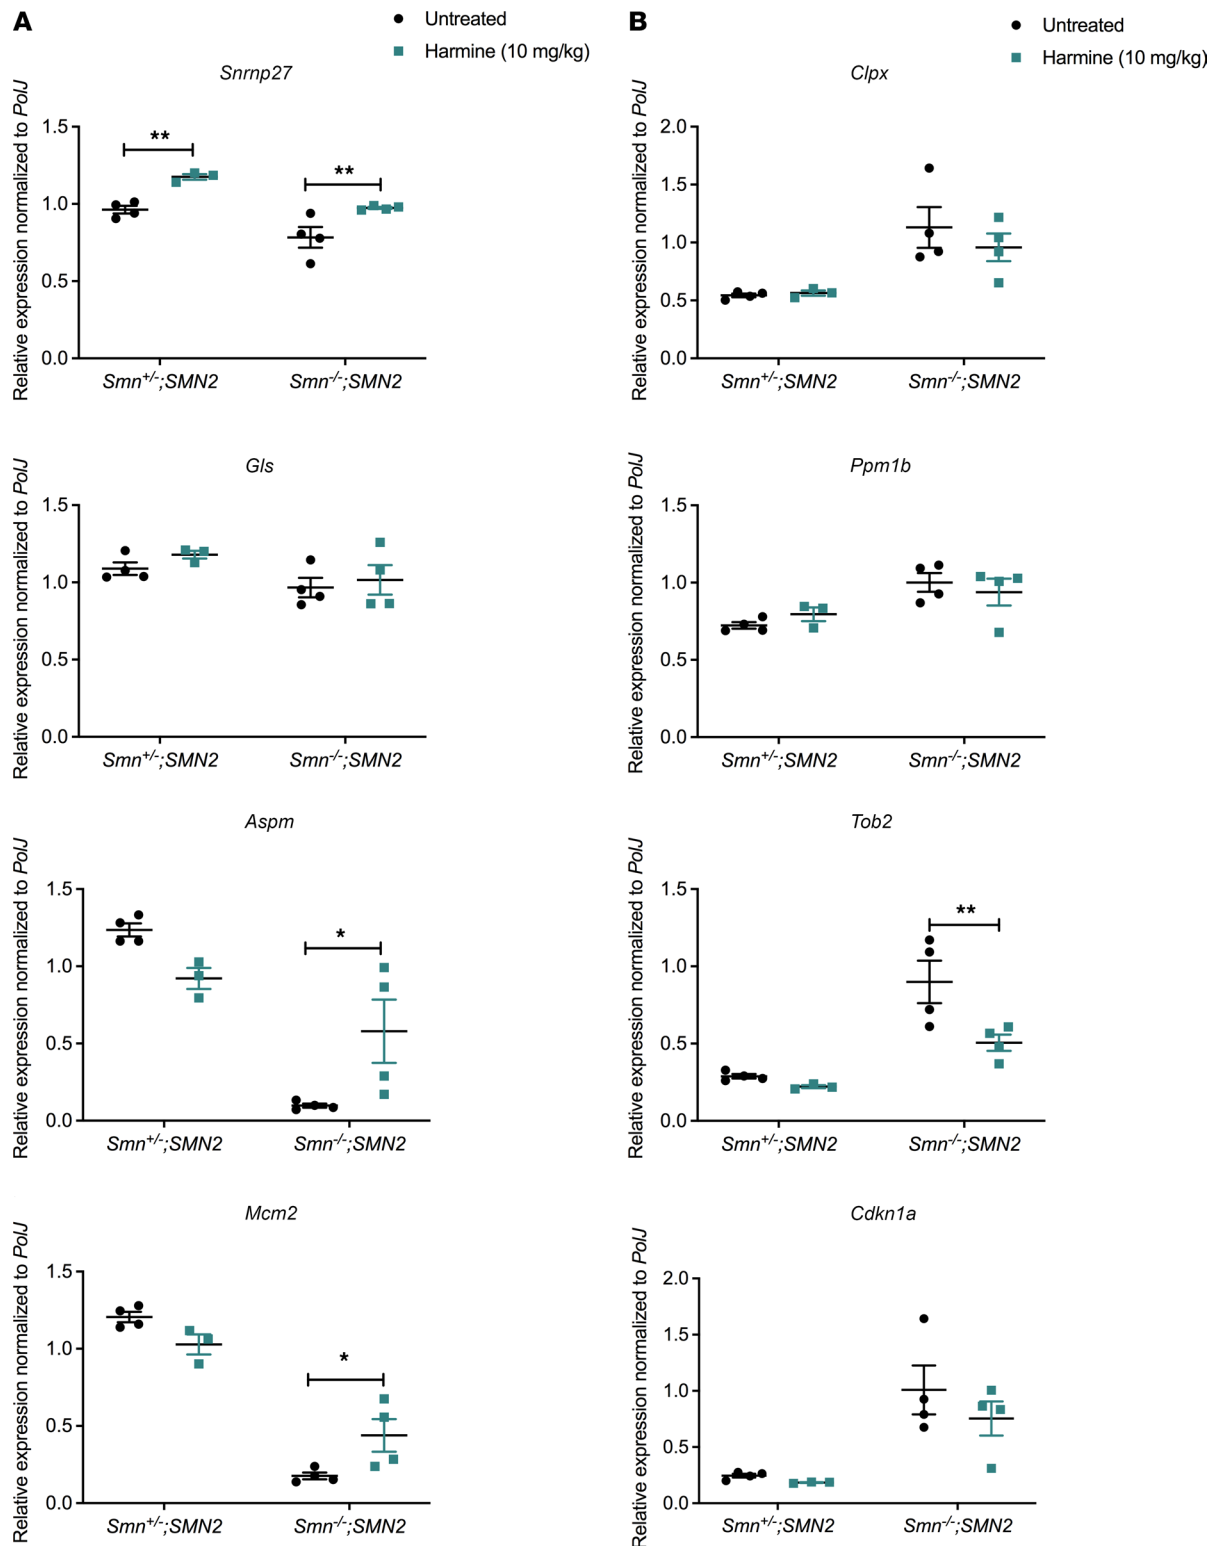 A
Untreated
Harmine (10 mg/kg)
Snrnp27
Relative expression normalized to PolJ
1.5
1.0
0.5
0.0
**
**
Smn+/-;SMN2
Smn-/-;SMN2
Gls
Relative expression normalized to PolJ
1.5
1.0
0.5
0.0
Smn+/-;SMN2
Smn-/-;SMN2
Aspm
Relative expression normalized to PolJ
1.5
1.0
0.5
0.0
*
Smn+/-;SMN2
Smn-/-;SMN2
Mcm2
Relative expression normalized to PolJ
1.5
1.0
0.5
0.0
*
Smn+/-;SMN2
Smn-/-;SMN2
B
Untreated
Harmine (10 mg/kg)
Clpx
Relative expression normalized to PolJ
2.0
1.5
1.0
0.5
0.0
Smn+/-;SMN2
Smn-/-;SMN2
Ppm1b
Relative expression normalized to PolJ
1.5
1.0
0.5
0.0
Smn+/-;SMN2
Smn-/-;SMN2
Tob2
Relative expression normalized to PolJ
1.5
1.0
0.5
0.0
**
Smn+/-;SMN2
Smn-/-;SMN2
Cdkn1a
Relative expression normalized to PolJ
2.0
1.5
1.0
0.5
0.0
Smn+/-;SMN2
Smn-/-;SMN2